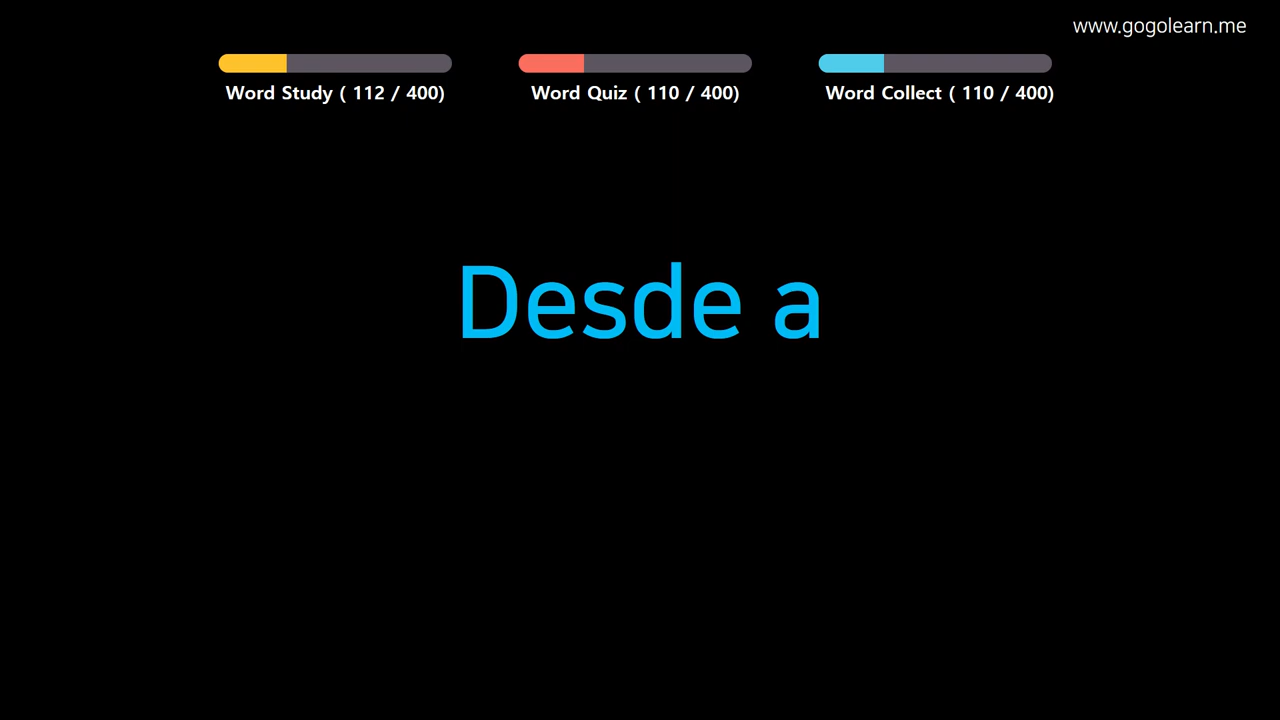 www.gogolearn.me
Word Study ( 112 / 400)
Word Quiz ( 110 / 400)
Word Collect ( 110 / 400)
Desde a